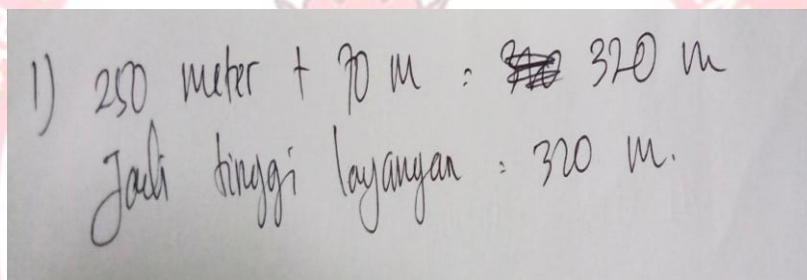 1) 250 meter + 70 m = 320 m
Jadi tinggi layangan = 320 m.